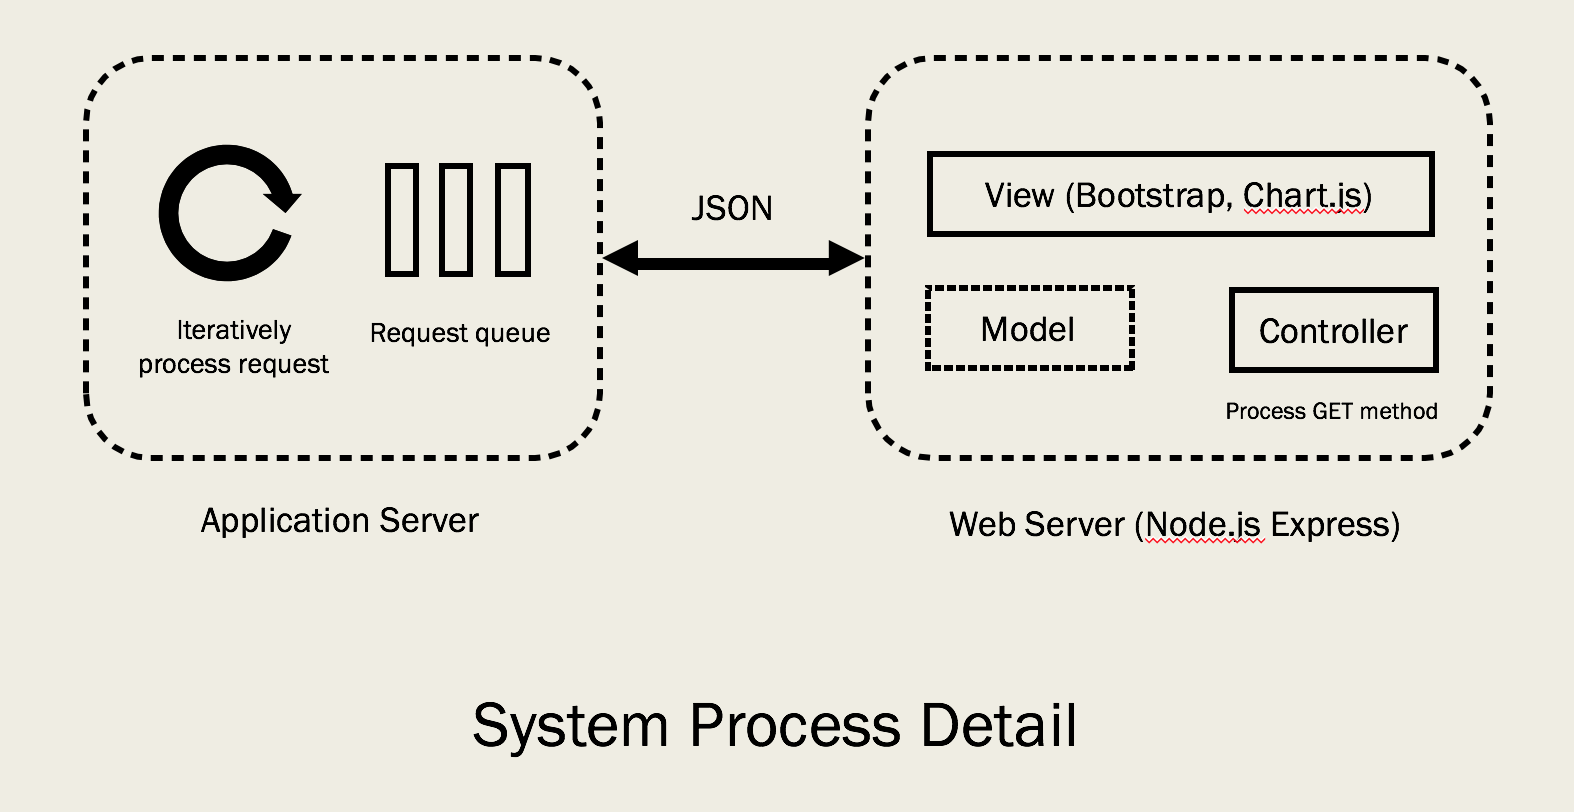 Iteratively
process request
Request queue
Application Server
JSON
View (Bootstrap, Chart.js)
Model
Controller
Process GET method
Web Server (Node.js Express)
System Process Detail